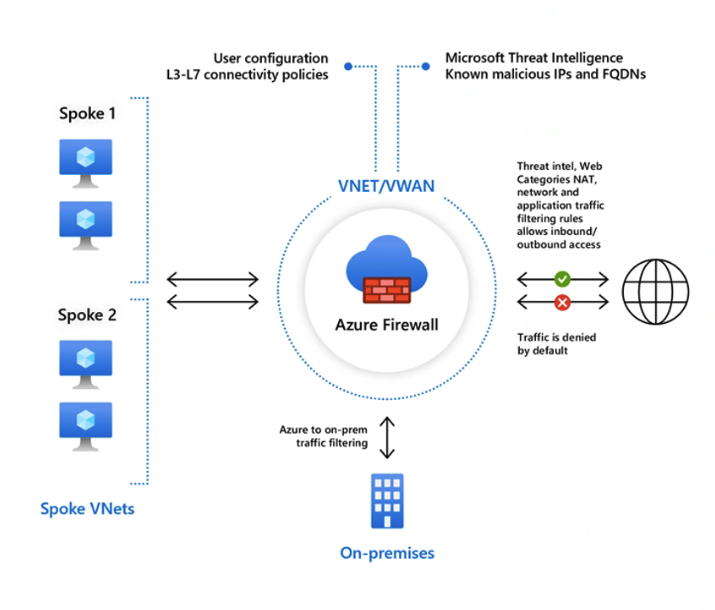 User configuration
L3-L7 connectivity policies
Microsoft Threat Intelligence
Known malicious IPs and FQDNs
Spoke 1
VNET/VWAN
Threat intel, Web
Categories NAT,
network and
application traffic
filtering rules
allows inbound/
outbound access
Spoke 2
Azure Firewall
Traffic is denied
by default
Azure to on-prem
traffic filtering
Spoke VNets
On-premises